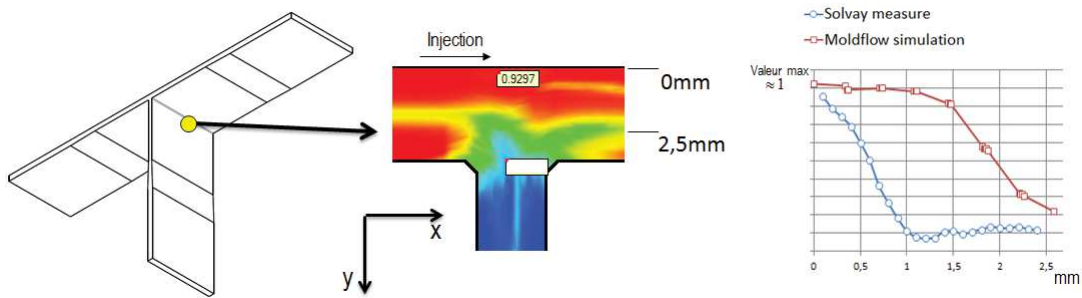 Injection
0.9297
0mm
2,5mm
x
y
Solvay measure
Moldflow simulation
Valeur max
≈ 1
0 0,5 1 1,5 2 2,5
mm